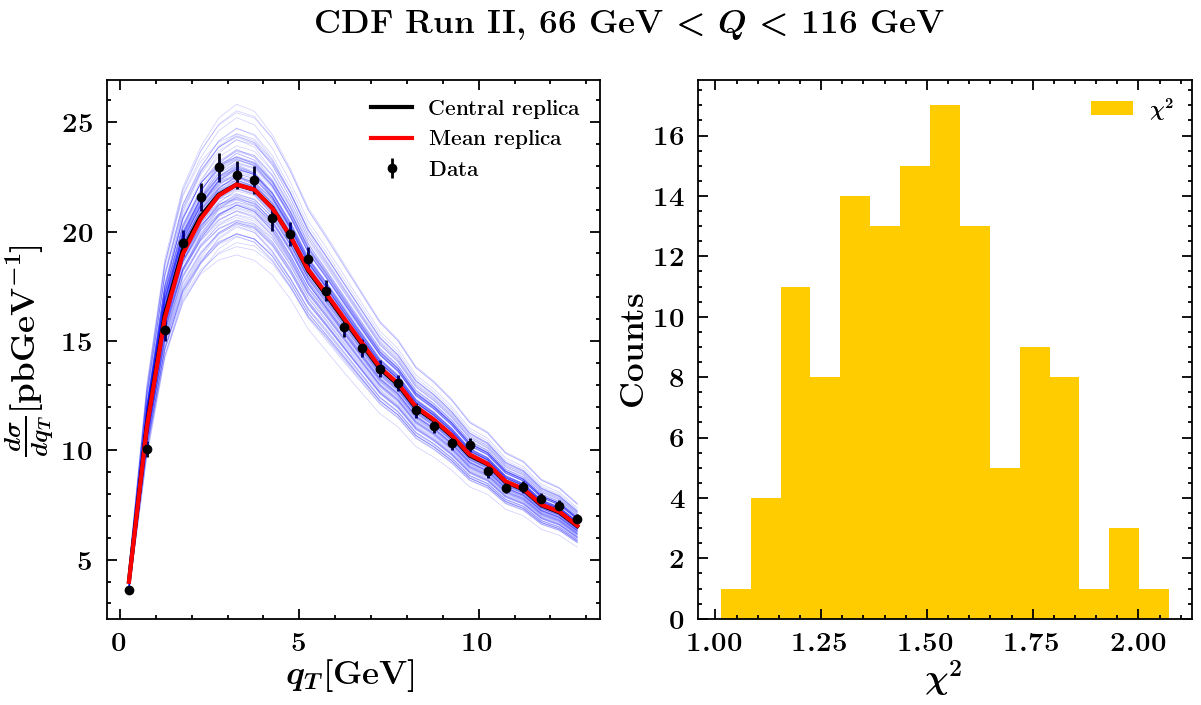 CDF Run II, 66 GeV < Q < 116 GeV
Central replica
Mean replica
Data
25
20
15
10
5
0
5
10
dσ/dq_T [pbGeV⁻¹]
q_T[GeV]
χ²
16
14
12
10
8
6
4
2
0
1.00
1.25
1.50
1.75
2.00
Counts
χ²